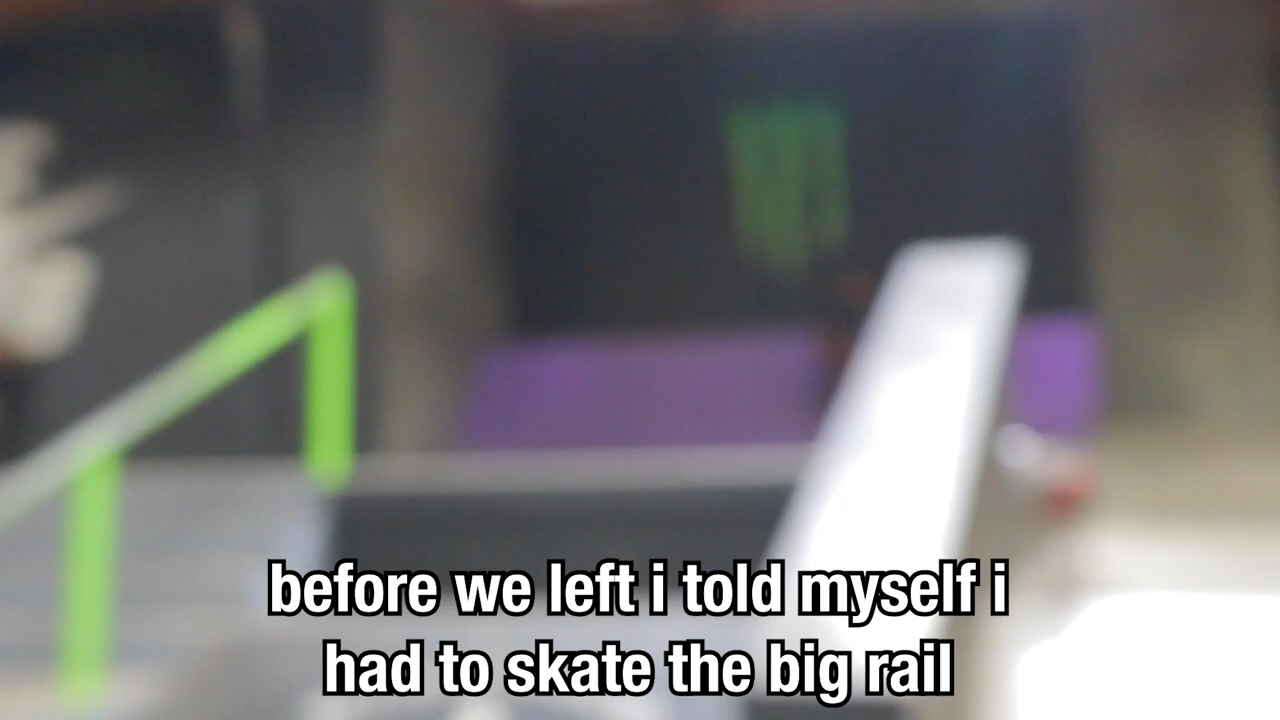 before we left i told myself i
had to skate the big rail